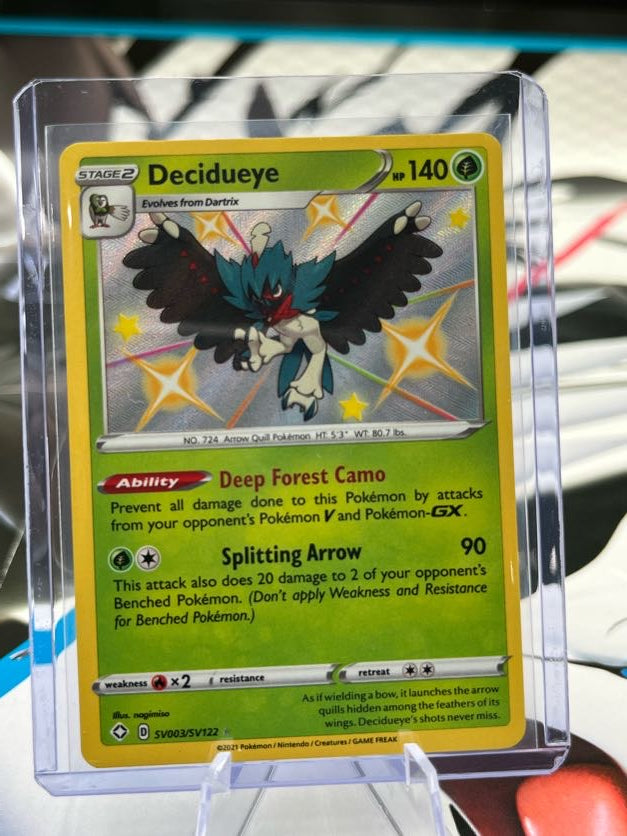 STAGE 2 Decidueye HP 140
Evolves from Dartrix
NO. 724 Arrow Quill Pokémon HT: 5'3" WT: 80.7 lbs.
Ability Deep Forest Camo
Prevent all damage done to this Pokémon by attacks
from your opponent's Pokémon V and Pokémon-GX.
Splitting Arrow 90
This attack also does 20 damage to 2 of your opponent's
Benched Pokémon. (Don't apply Weakness and Resistance
for Benched Pokémon.)
weakness ×2 resistance retreat
Illus. nagimiso
As if wielding a bow, it launches the arrow
quills hidden among the feathers of its
wings. Decidueye's shots never miss.
D SV003/SV122
©2021 Pokémon / Nintendo / Creatures / GAME FREAK